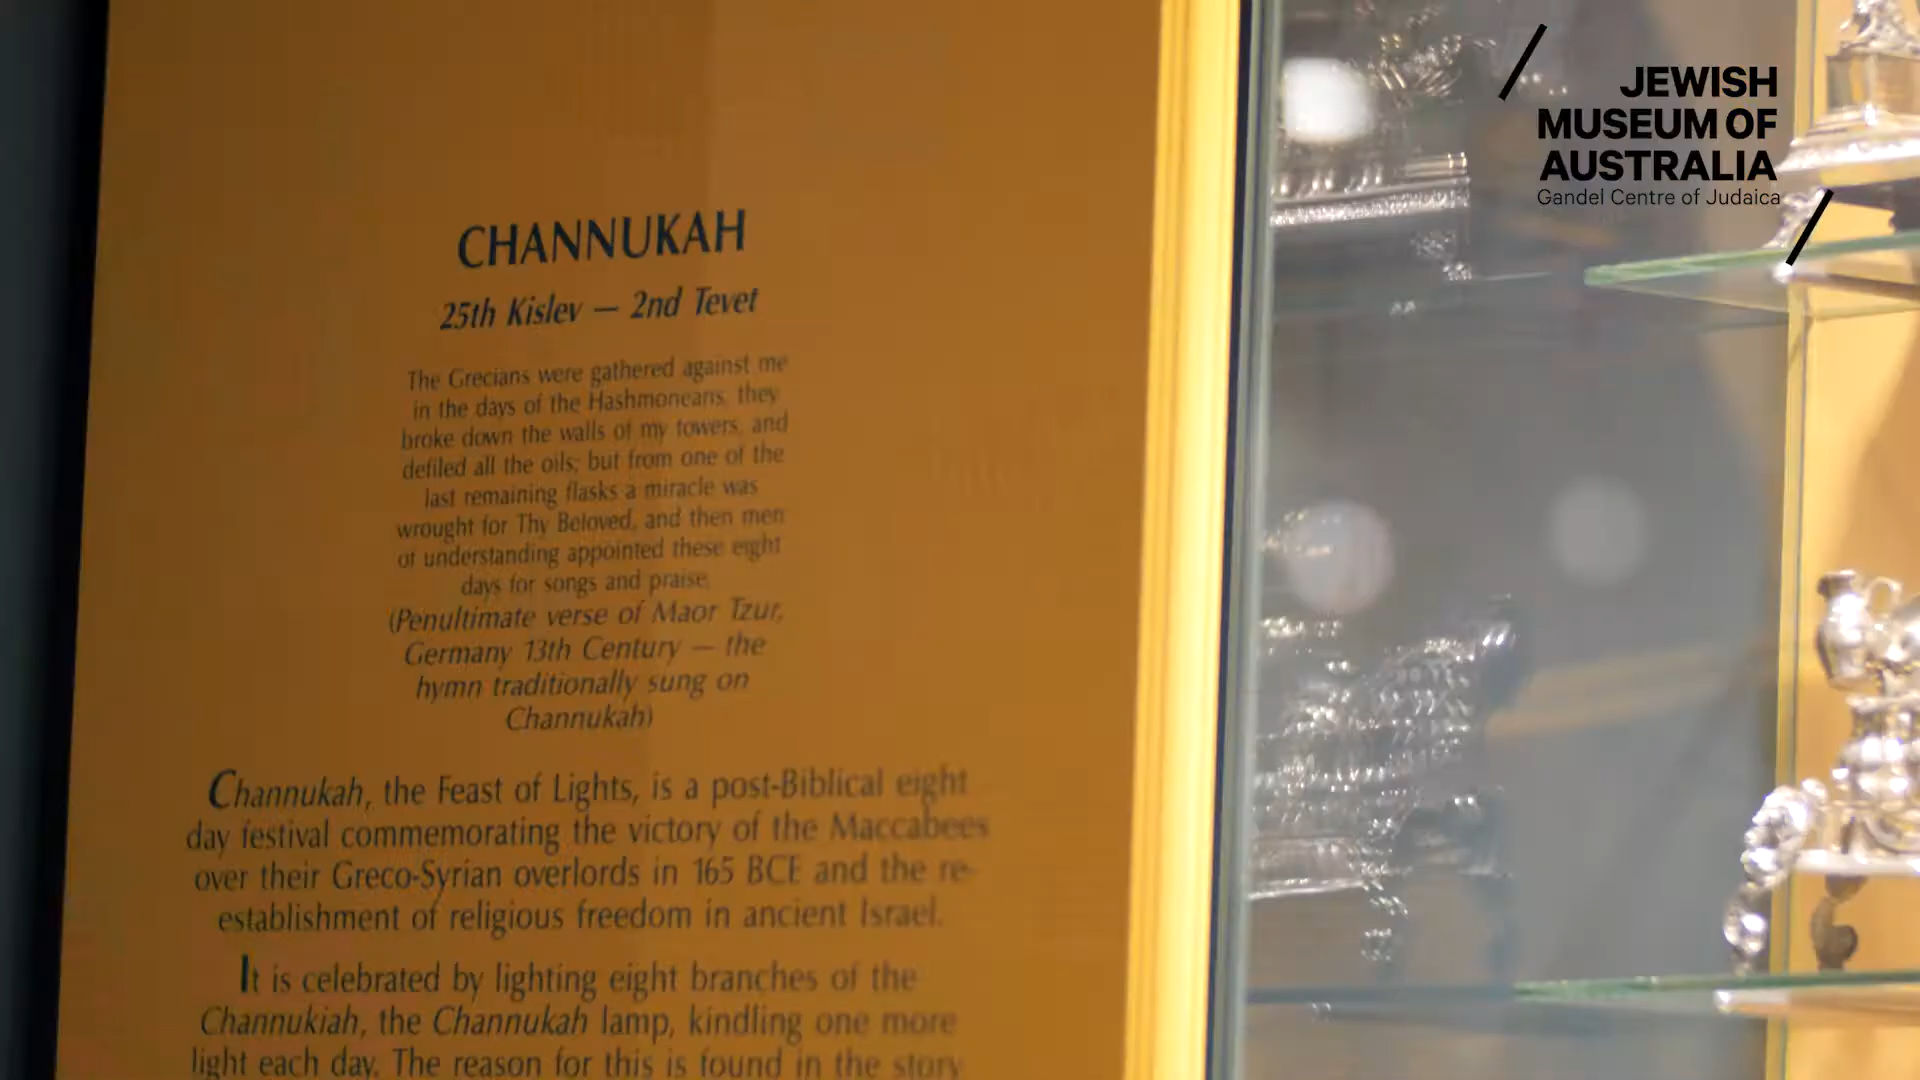 JEWISH
MUSEUM OF
AUSTRALIA
Gandel Centre of Judaica
CHANNUKAH
25th Kislev — 2nd Tevet
The Grecians were gathered against me
in the days of the Hashmoneans, they
broke down the walls of my towers, and
defiled all the oils; but from one of the
last remaining flasks a miracle was
wrought for Thy Beloved, and then men
of understanding appointed these eight
days for songs and praise.
(Penultimate verse of Maor Tzur,
Germany 13th Century — the
hymn traditionally sung on
Channukah)
Channukah, the Feast of Lights, is a post-Biblical eight
day festival commemorating the victory of the Maccabees
over their Greco-Syrian overlords in 165 BCE and the re-
establishment of religious freedom in ancient Israel.
It is celebrated by lighting eight branches of the
Channukiah, the Channukah lamp, kindling one more
light each day. The reason for this is found in the story